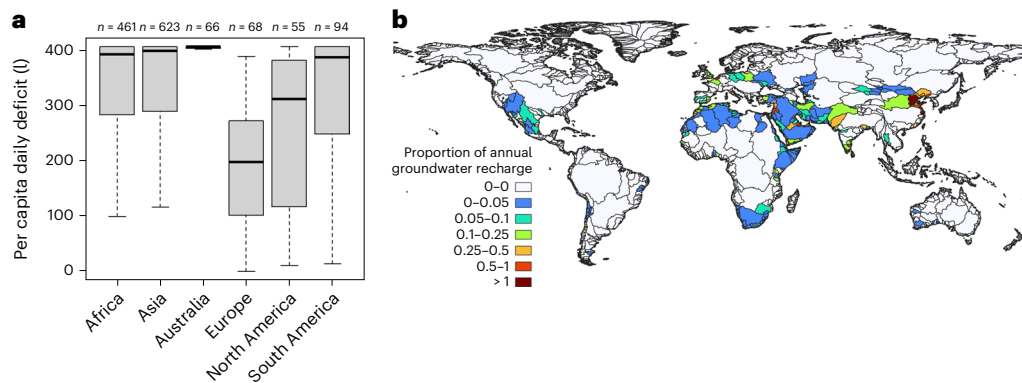 a
n = 461 n = 623 n = 66 n = 68 n = 55 n = 94
Per capita daily deficit (l)
400
300
200
100
0
Africa
Asia
Australia
Europe
North America
South America
b
Proportion of annual
groundwater recharge
0–0
0–0.05
0.05–0.1
0.1–0.25
0.25–0.5
0.5–1
> 1